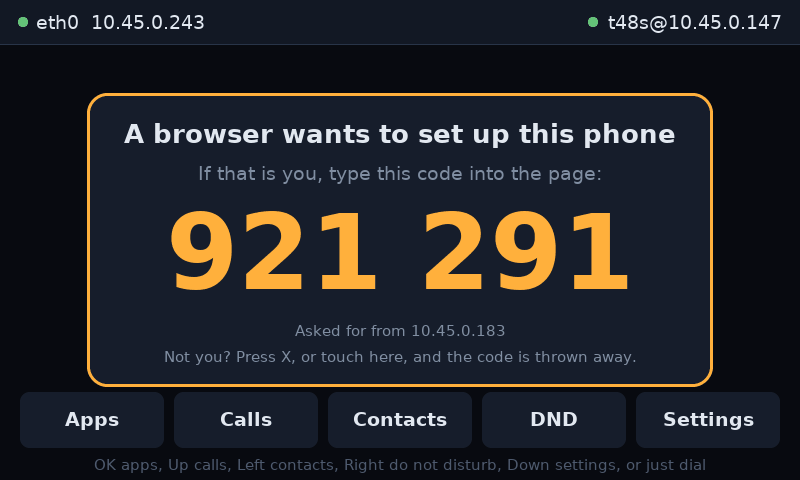 eth0  10.45.0.243
t48s@10.45.0.147
A browser wants to set up this phone
If that is you, type this code into the page:
921 291
Asked for from 10.45.0.183
Not you? Press X, or touch here, and the code is thrown away.
Apps
Calls
Contacts
DND
Settings
OK apps, Up calls, Left contacts, Right do not disturb, Down settings, or just dial